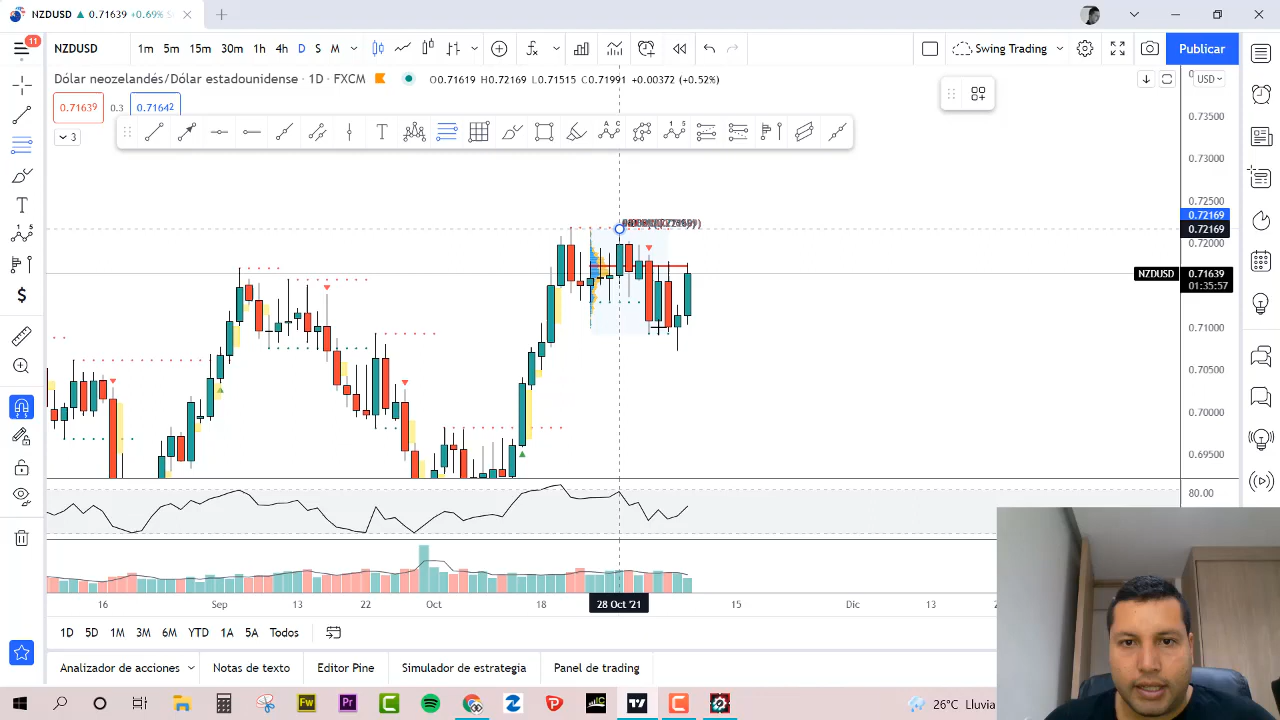 NZDUSD ▲ 0.71639 +0.69%
11
NZDUSD
1m 5m 15m 30m 1h 4h D S M
Swing Trading
Publicar
Dólar neozelandés/Dólar estadounidense · 1D · FXCM
O0.71619 H0.72169 L0.71515 C0.71991 +0.00372 (+0.52%)
USD
0.71639
0.3
0.71642
3
0.73500
0.73000
0.72500
0.72169
0.72169
0.72000
NZDUSD 0.71639
01:35:57
0.71000
0.70500
0.70000
0.69500
80.00
16 Sep 13 22 Oct 18 28 Oct '21 15 Dic 13
1D 5D 1M 3M 6M YTD 1A 5A Todos
Analizador de acciones Notas de texto Editor Pine Simulador de estrategia Panel de trading
26°C Lluvia